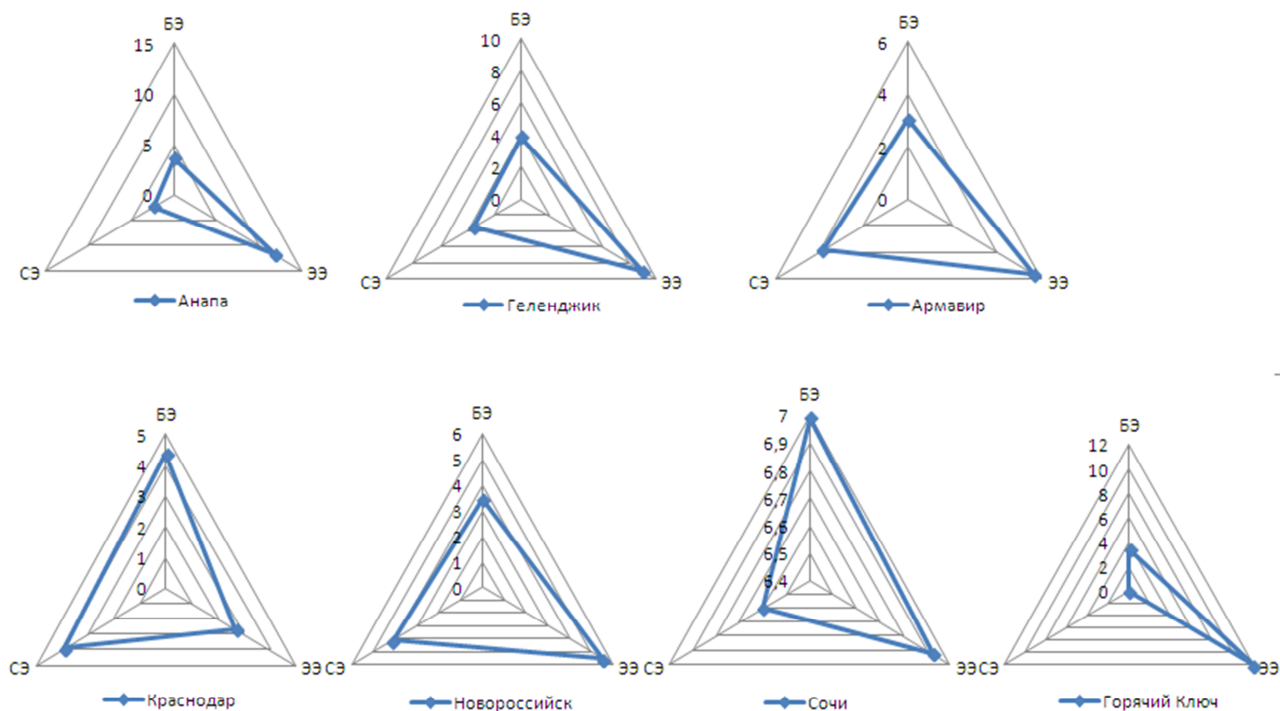 БЭ
15
10
5
0
СЭ
ЭЭ
Анапа
БЭ
10
8
6
4
2
0
СЭ
ЭЭ
Геленджик
БЭ
6
4
2
0
СЭ
ЭЭ
Армавир
БЭ
5
4
3
2
1
0
СЭ
ЭЭ
Краснодар
БЭ
6
5
4
3
2
1
0
СЭ
ЭЭ
Новороссийск
БЭ
7
6,9
6,8
6,7
6,6
6,5
6,4
СЭ
ЭЭ
Сочи
БЭ
12
10
8
6
4
2
0
СЭ
ЭЭ
Горячий Ключ